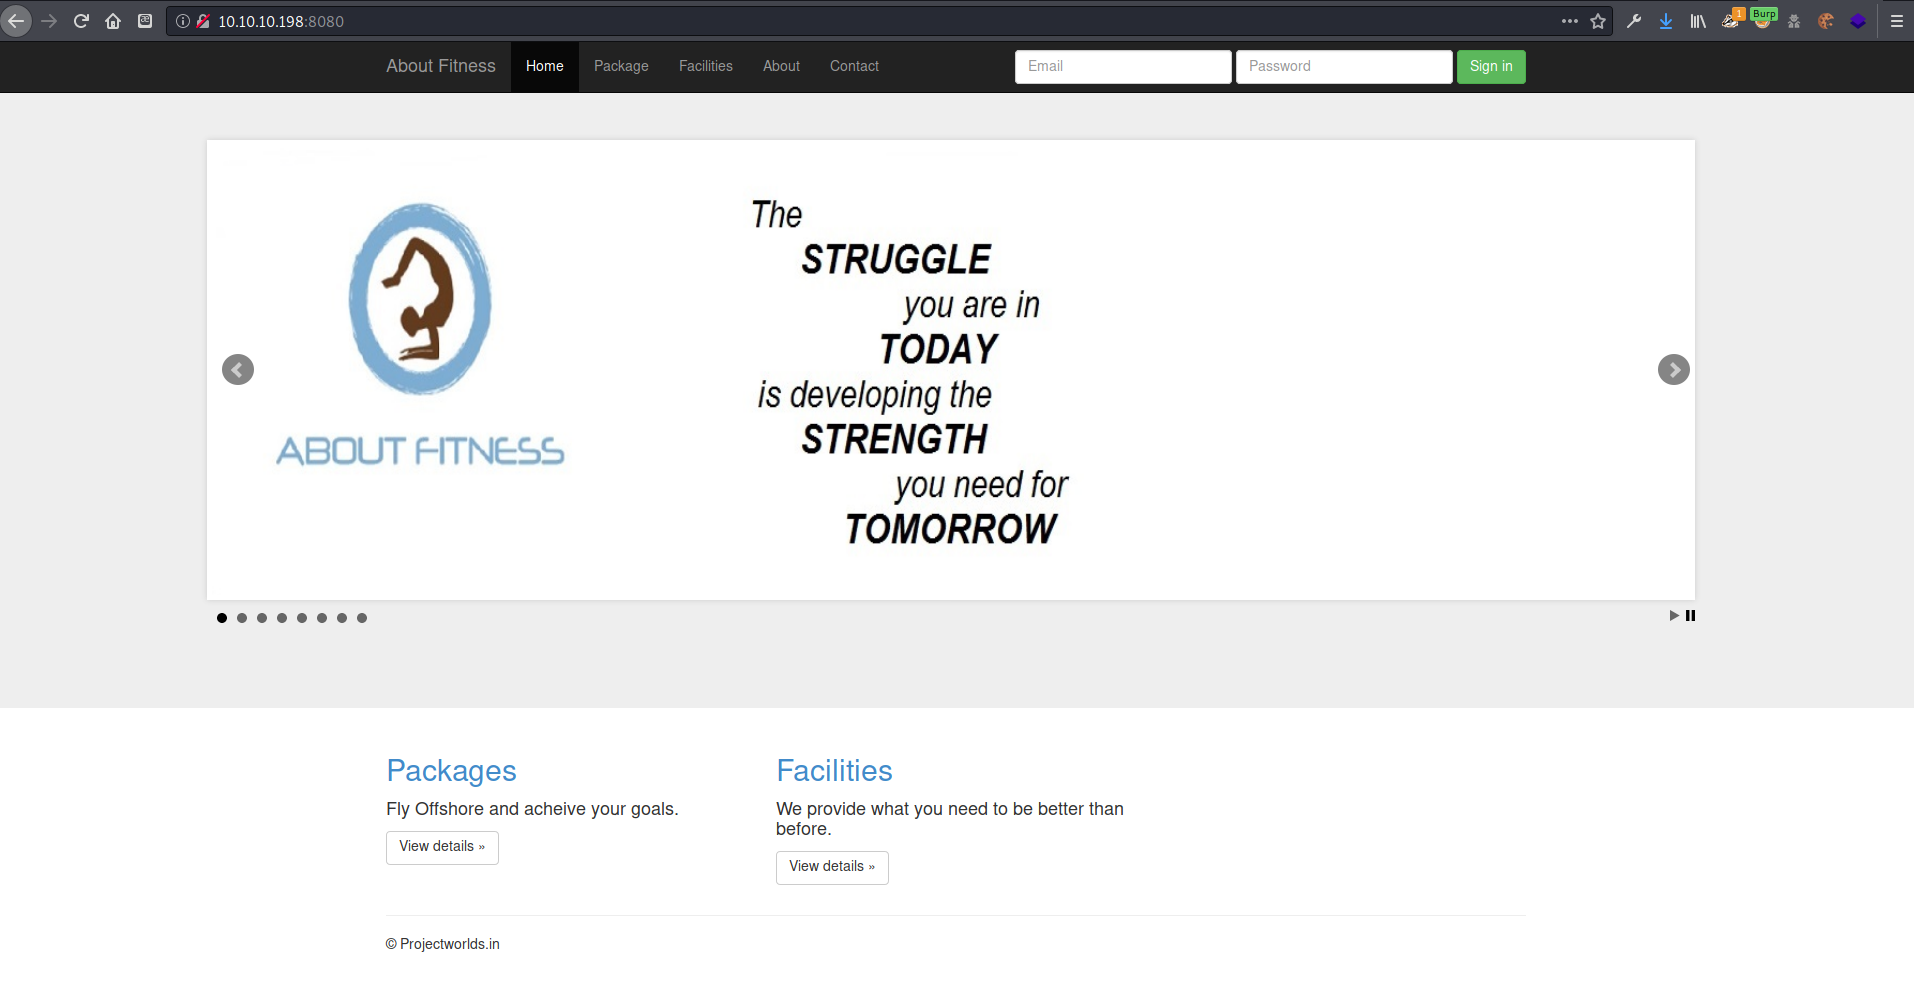 10.10.10.198:8080
1
Burp
About Fitness
Home
Package
Facilities
About
Contact
Email
Password
Sign in
ABOUT FITNESS
The
STRUGGLE
you are in
TODAY
is developing the
STRENGTH
you need for
TOMORROW
Packages
Fly Offshore and acheive your goals.
View details »
Facilities
We provide what you need to be better than
before.
View details »
© Projectworlds.in